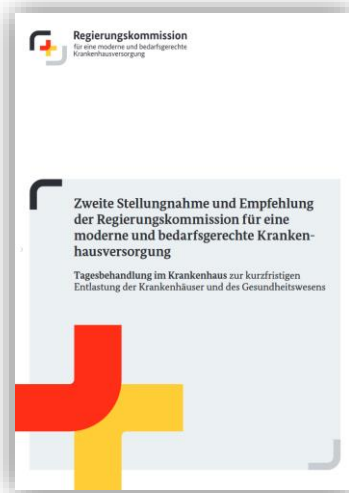 Regierungskommission
für eine moderne und bedarfsgerechte
Krankenhausversorgung
Zweite Stellungnahme und Empfehlung
der Regierungskommission für eine
moderne und bedarfsgerechte Kranken-
hausversorgung
Tagesbehandlung im Krankenhaus zur kurzfristigen
Entlastung der Krankenhäuser und des Gesundheitswesens